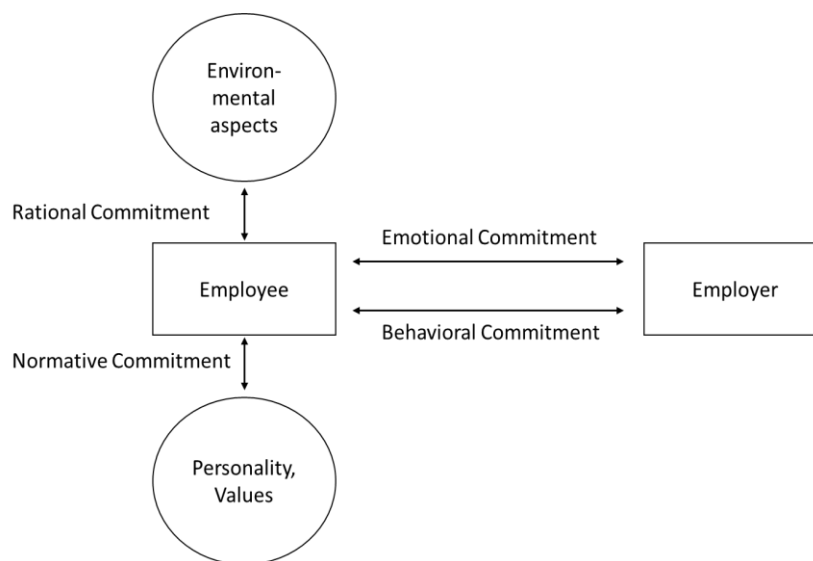 Environ-
mental
aspects
Rational Commitment
Emotional Commitment
Employee
Employer
Behavioral Commitment
Normative Commitment
Personality,
Values